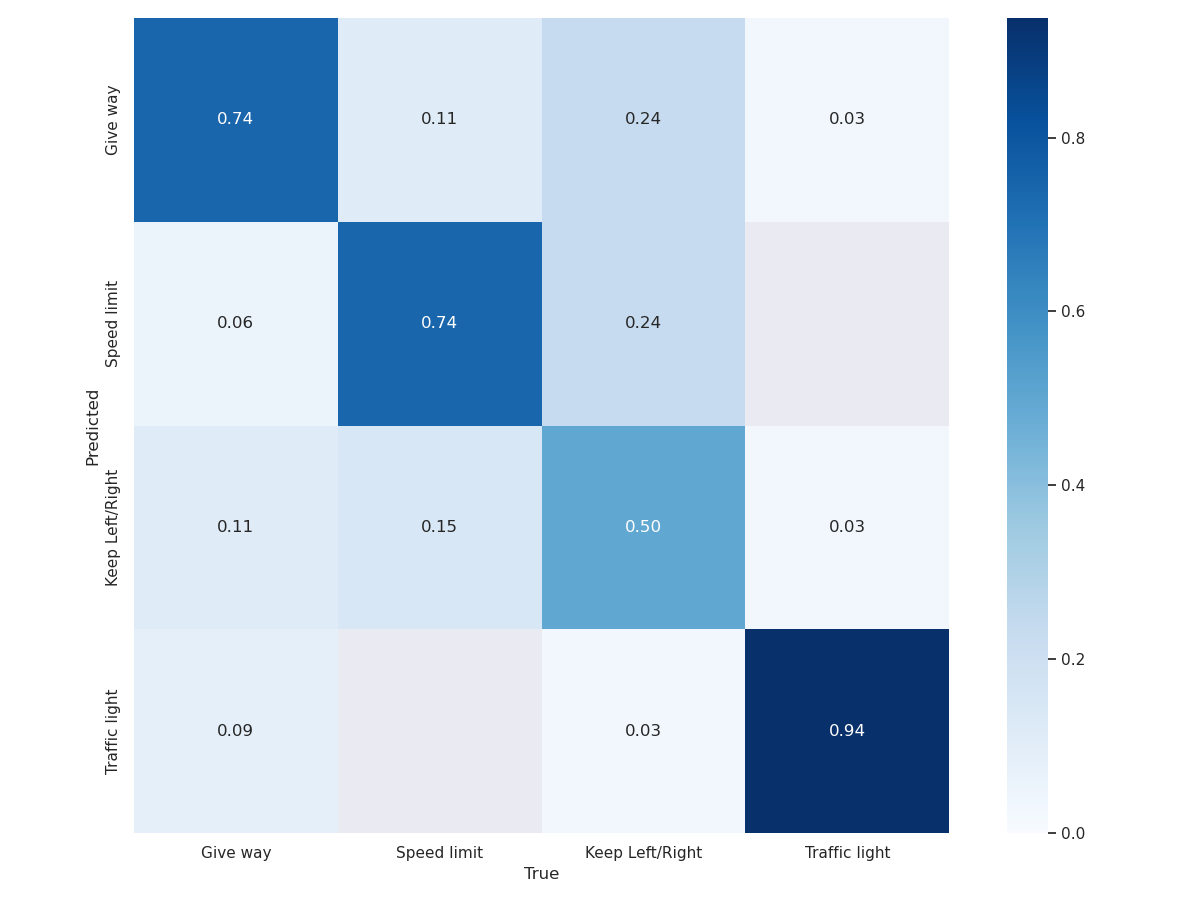 Predicted
Give way
0.74 0.11 0.24 0.03
Speed limit
0.06 0.74 0.24
Keep Left/Right
0.11 0.15 0.50 0.03
Traffic light
0.09 0.03 0.94
Give way Speed limit Keep Left/Right Traffic light
True
0.8
0.6
0.4
0.2
0.0